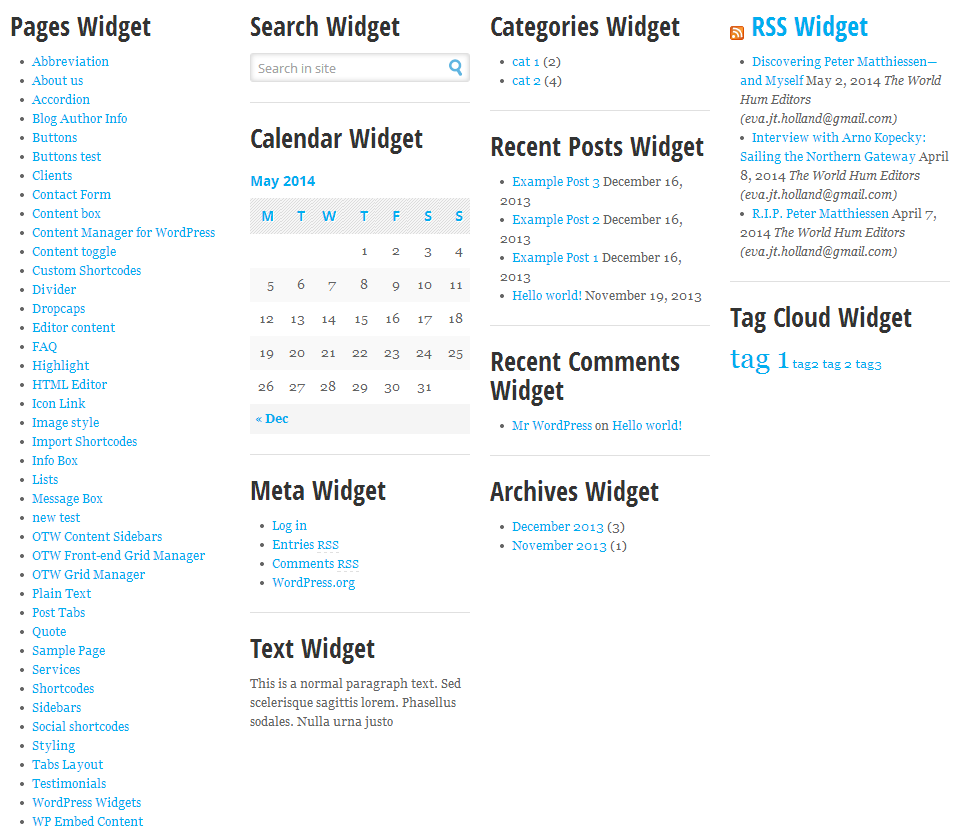 Pages Widget
Abbreviation
About us
Accordion
Blog Author Info
Buttons
Buttons test
Clients
Contact Form
Content box
Content Manager for WordPress
Content toggle
Custom Shortcodes
Divider
Dropcaps
Editor content
FAQ
Highlight
HTML Editor
Icon Link
Image style
Import Shortcodes
Info Box
Lists
Message Box
new test
OTW Content Sidebars
OTW Front-end Grid Manager
OTW Grid Manager
Plain Text
Post Tabs
Quote
Sample Page
Services
Shortcodes
Sidebars
Social shortcodes
Styling
Tabs Layout
Testimonials
WordPress Widgets
WP Embed Content
Search Widget
Search in site
Calendar Widget
May 2014
M T W T F S S
1 2 3 4
5 6 7 8 9 10 11
12 13 14 15 16 17 18
19 20 21 22 23 24 25
26 27 28 29 30 31
« Dec
Meta Widget
Log in
Entries RSS
Comments RSS
WordPress.org
Text Widget
This is a normal paragraph text. Sed
scelerisque sagittis lorem. Phasellus
sodales. Nulla urna justo
Categories Widget
cat 1 (2)
cat 2 (4)
Recent Posts Widget
Example Post 3 December 16,
2013
Example Post 2 December 16,
2013
Example Post 1 December 16,
2013
Hello world! November 19, 2013
Recent Comments
Widget
Mr WordPress on Hello world!
Archives Widget
December 2013 (3)
November 2013 (1)
RSS Widget
Discovering Peter Matthiessen—
and Myself May 2, 2014 The World
Hum Editors
(eva.jt.holland@gmail.com)
Interview with Arno Kopecky:
Sailing the Northern Gateway April
8, 2014 The World Hum Editors
(eva.jt.holland@gmail.com)
R.I.P. Peter Matthiessen April 7,
2014 The World Hum Editors
(eva.jt.holland@gmail.com)
Tag Cloud Widget
tag 1 tag2 tag 2 tag3